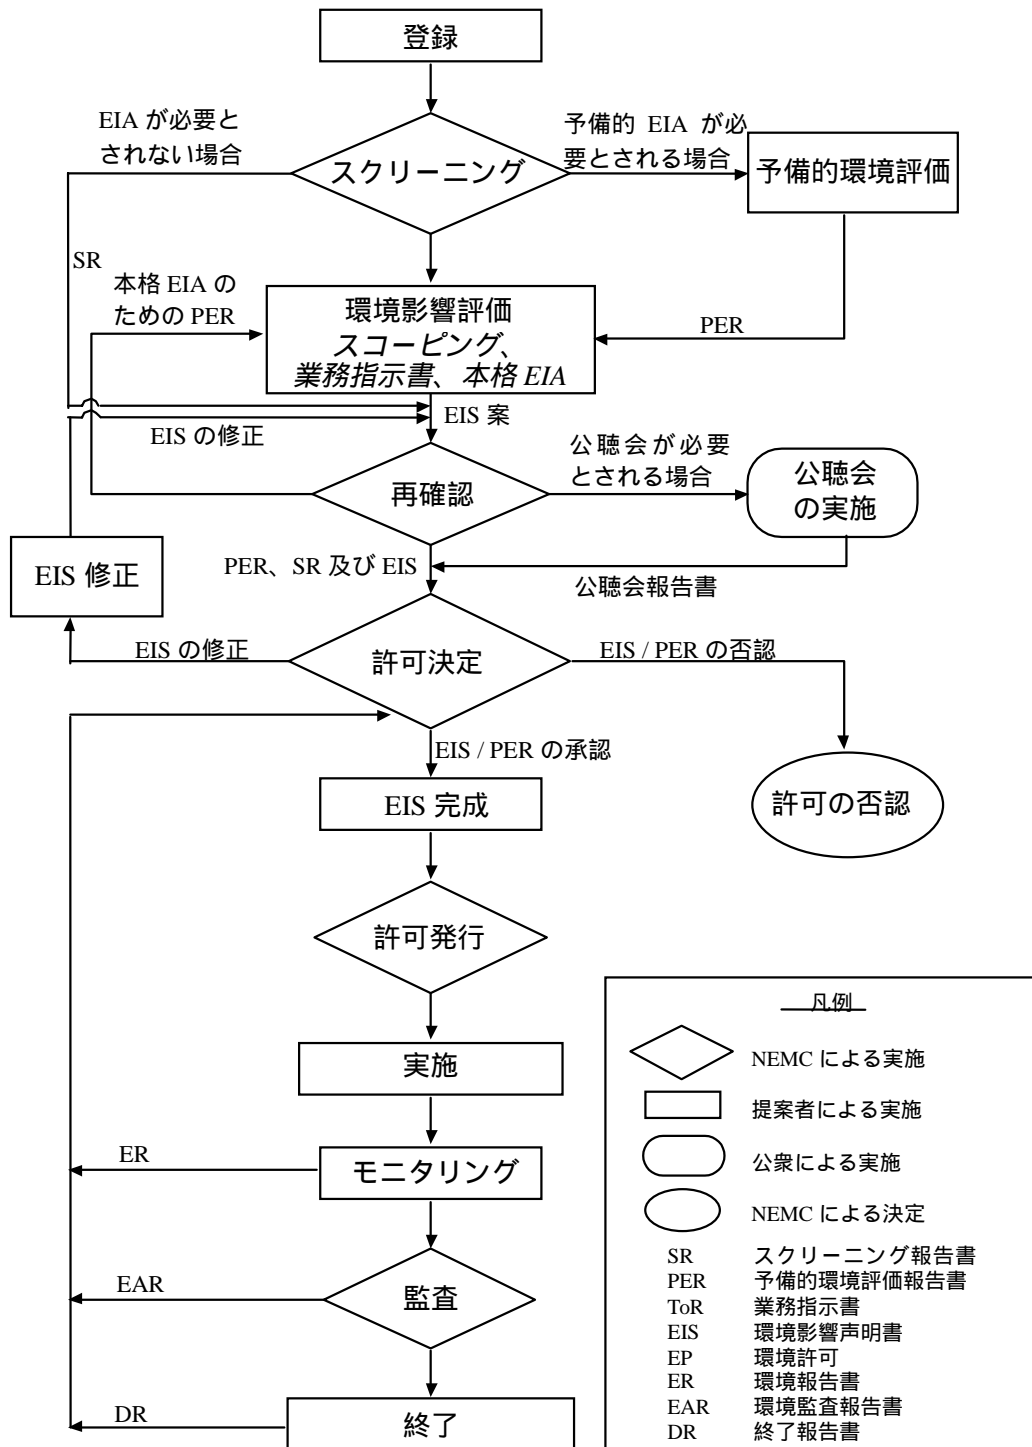 登録
EIA が必要と
されない場合
予備的 EIA が必
要とされる場合
スクリーニング
予備的環境評価
SR
本格 EIA の
ための PER
環境影響評価
スコーピング、
業務指示書、本格 EIA
PER
EIS 案
EIS の修正
公聴会が必要
とされる場合
再確認
公聴会
の実施
EIS 修正
PER、SR 及び EIS
公聴会報告書
EIS の修正
許可決定
EIS / PER の否認
EIS / PER の承認
EIS 完成
許可の否認
許可発行
実施
ER
モニタリング
EAR
監査
DR
終了
凡例
NEMC による実施
提案者による実施
公衆による実施
NEMC による決定
SR スクリーニング報告書
PER 予備的環境評価報告書
ToR 業務指示書
EIS 環境影響声明書
EP 環境許可
ER 環境報告書
EAR 環境監査報告書
DR 終了報告書